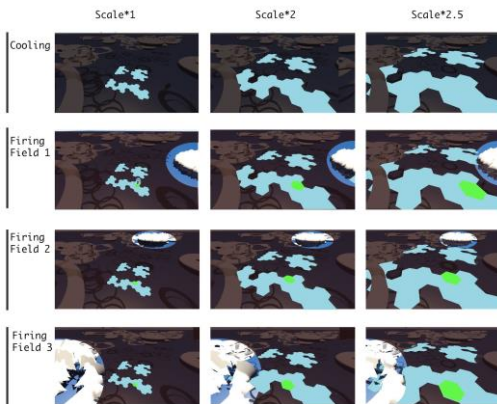 Scale*1 Scale*2 Scale*2.5
Cooling
Firing
Field 1
Firing
Field 2
Firing
Field 3